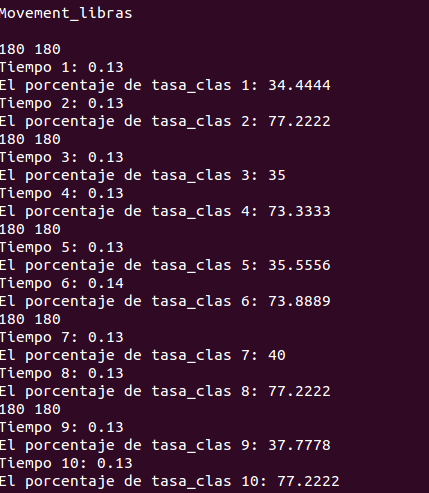 Movement_libras
180 180
Tiempo 1: 0.13
El porcentaje de tasa_clas 1: 34.4444
Tiempo 2: 0.13
El porcentaje de tasa_clas 2: 77.2222
180 180
Tiempo 3: 0.13
El porcentaje de tasa_clas 3: 35
Tiempo 4: 0.13
El porcentaje de tasa_clas 4: 73.3333
180 180
Tiempo 5: 0.13
El porcentaje de tasa_clas 5: 35.5556
Tiempo 6: 0.14
El porcentaje de tasa_clas 6: 73.8889
180 180
Tiempo 7: 0.13
El porcentaje de tasa_clas 7: 40
Tiempo 8: 0.13
El porcentaje de tasa_clas 8: 77.2222
180 180
Tiempo 9: 0.13
El porcentaje de tasa_clas 9: 37.7778
Tiempo 10: 0.13
El porcentaje de tasa_clas 10: 77.2222